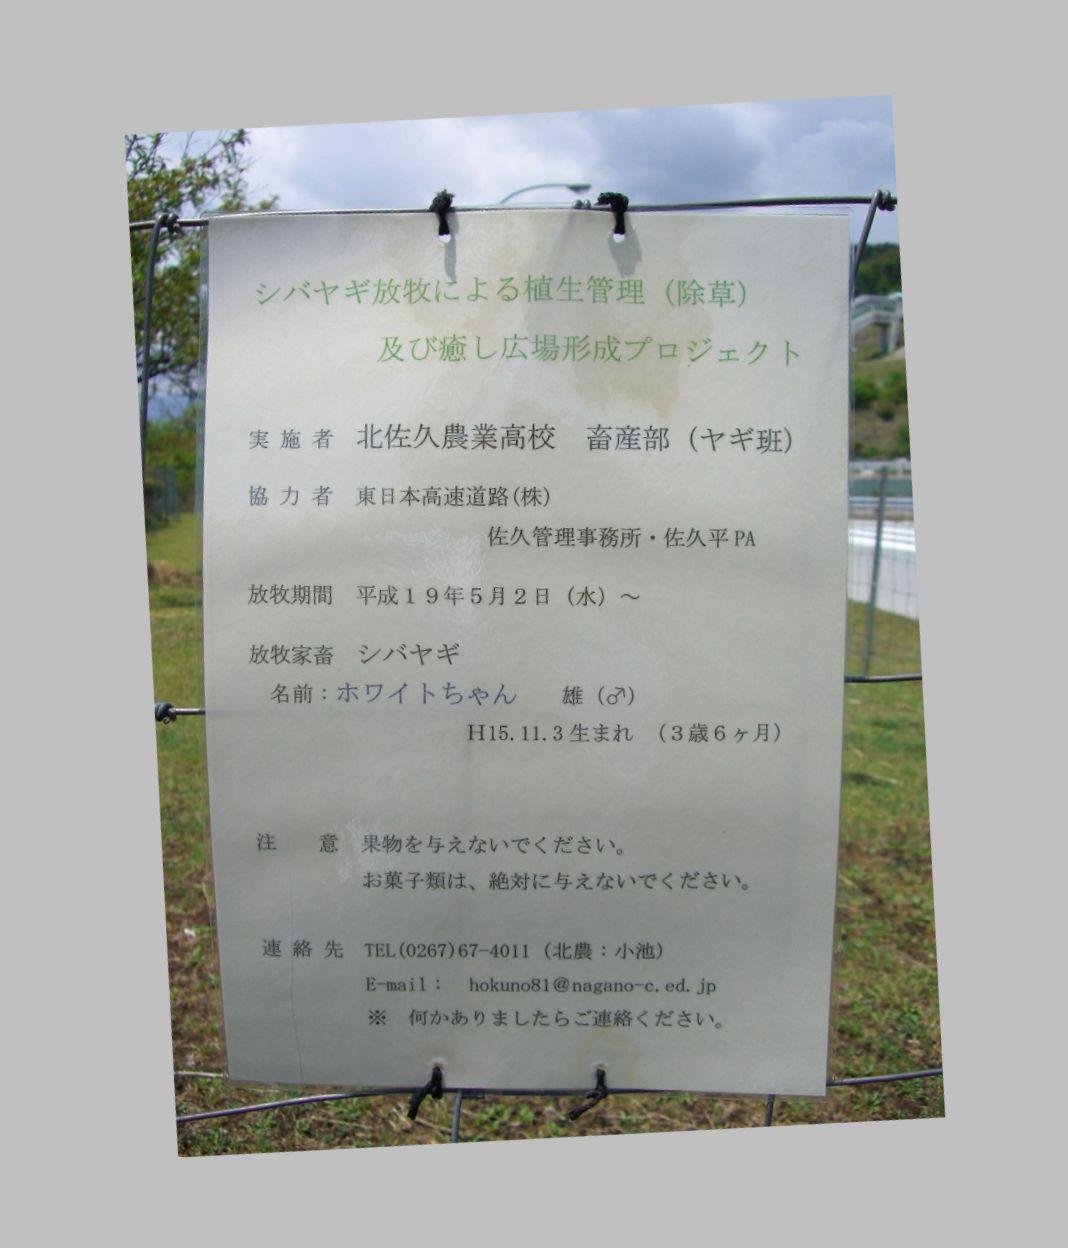 シバヤギ放牧による植生管理（除草）
及び癒し広場形成プロジェクト
実施者　北佐久農業高校　畜産部（ヤギ班）
協力者　東日本高速道路(株)
佐久管理事務所・佐久平PA
放牧期間　平成１９年５月２日（水）～
放牧家畜　シバヤギ
名前：ホワイトちゃん　雄（♂）
H15.11.3生まれ　（３歳６ヶ月）
注　意　果物を与えないでください。
お菓子類は、絶対に与えないでください。
連絡先　TEL(0267)67-4011（北農：小池）
E-mail：　hokuno81@nagano-c.ed.jp
※　何かありましたらご連絡ください。